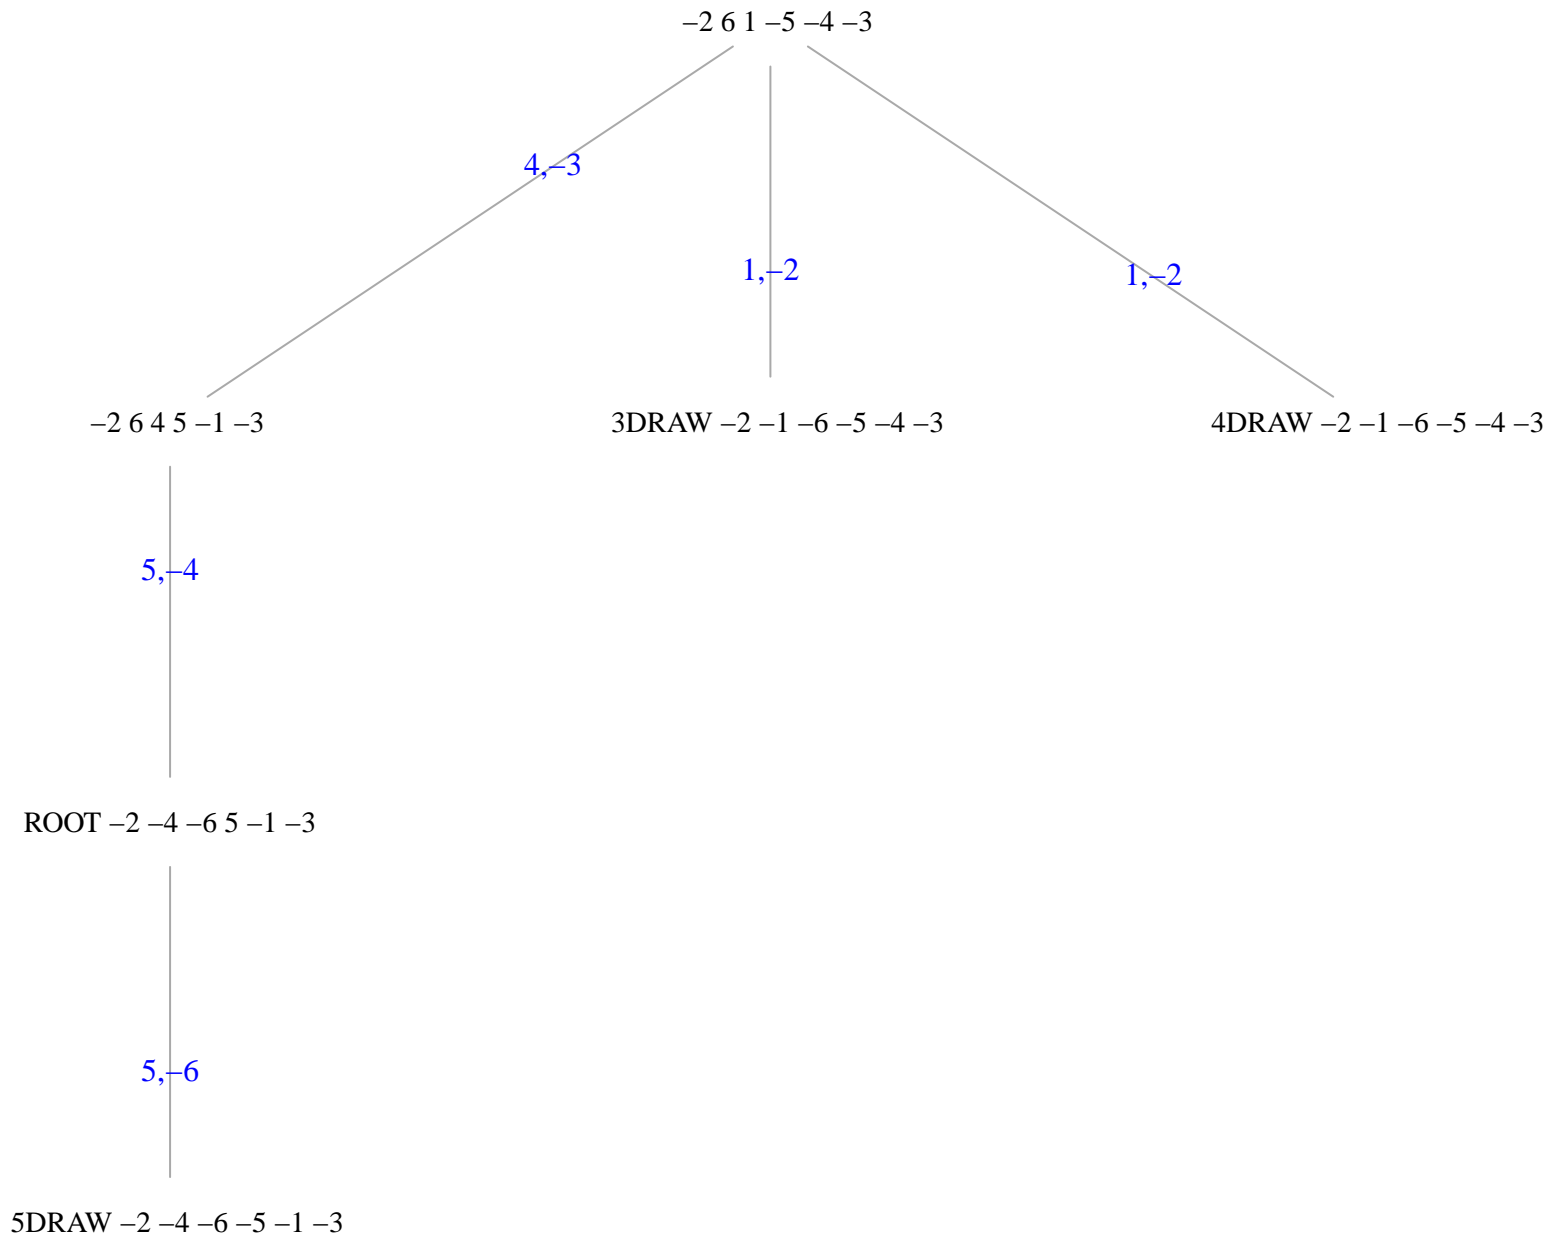 –2 6 1 –5 –4 –3
4,–3
1,–2
1,–2
–2 6 4 5 –1 –3
3DRAW –2 –1 –6 –5 –4 –3
4DRAW –2 –1 –6 –5 –4 –3
5,–4
ROOT –2 –4 –6 5 –1 –3
5,–6
5DRAW –2 –4 –6 –5 –1 –3